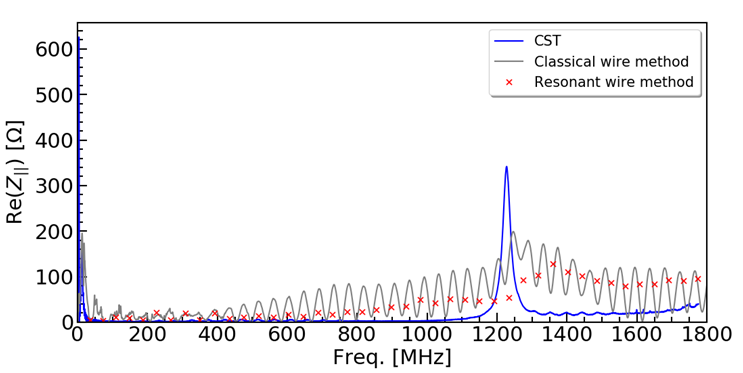 CST
Classical wire method
Resonant wire method
Re(Z||) [Ω]
600
500
400
300
200
100
0
0 200 400 600 800 1000 1200 1400 1600 1800
Freq. [MHz]